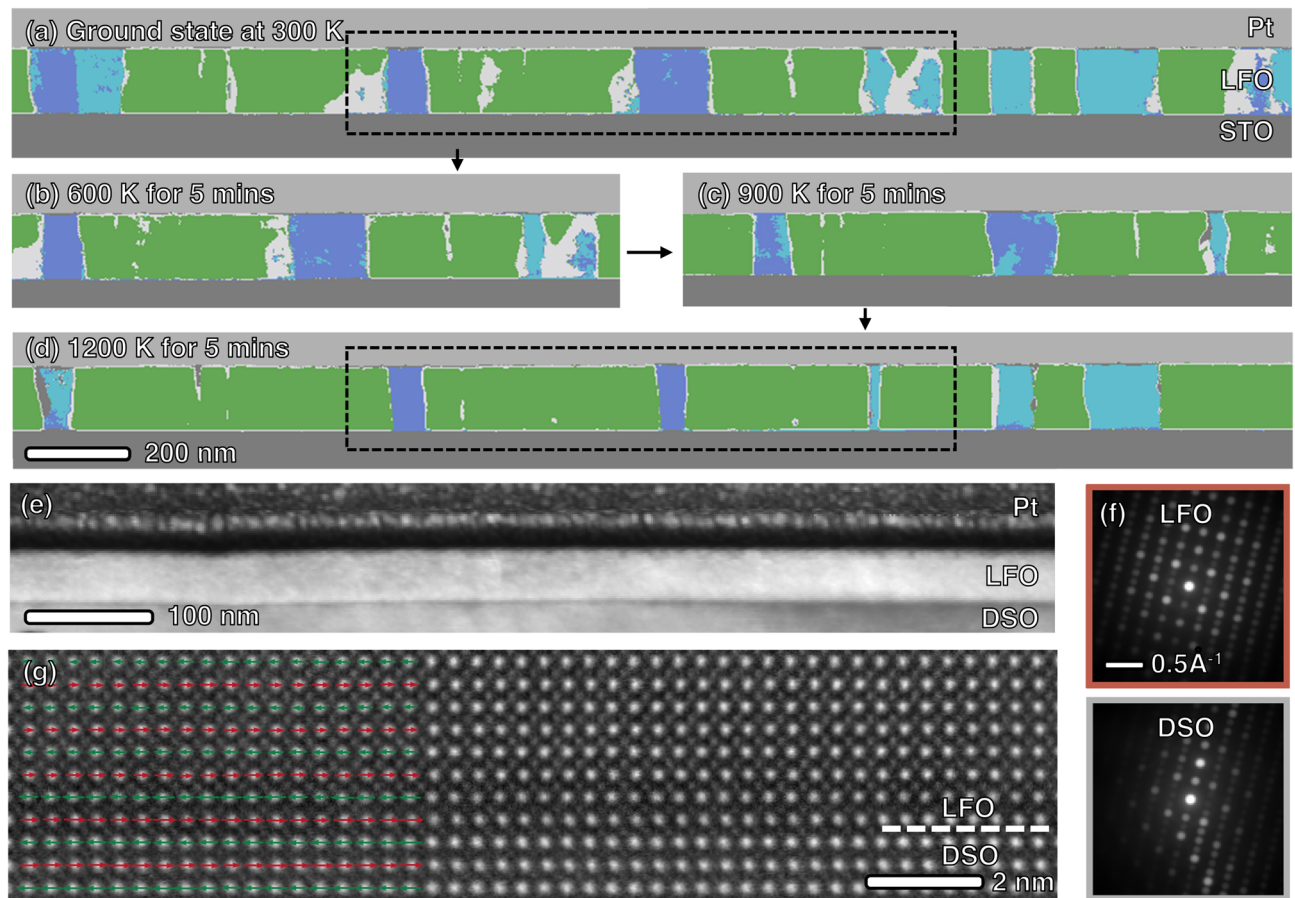 (a) Ground state at 300 K
Pt
LFO
STO
(b) 600 K for 5 mins
(c) 900 K for 5 mins
(d) 1200 K for 5 mins
200 nm
(e)
Pt
LFO
DSO
100 nm
(f)
LFO
0.5A⁻¹
DSO
(g)
LFO
DSO
2 nm